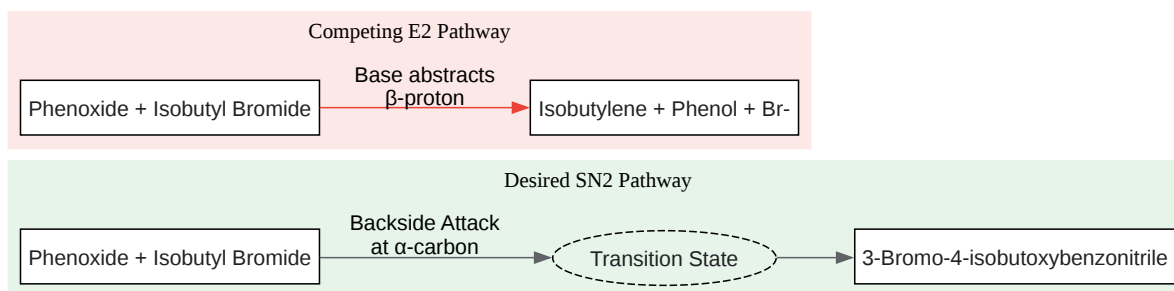 Competing E2 Pathway
Phenoxide + Isobutyl Bromide
Base abstracts
β-proton
Isobutylene + Phenol + Br-
Desired SN2 Pathway
Phenoxide + Isobutyl Bromide
Backside Attack
at α-carbon
Transition State
3-Bromo-4-isobutoxybenzonitrile